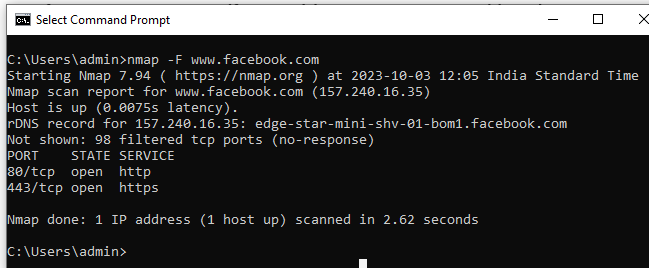 Select Command Prompt
C:\Users\admin>nmap -F www.facebook.com
Starting Nmap 7.94 ( https://nmap.org ) at 2023-10-03 12:05 India Standard Time
Nmap scan report for www.facebook.com (157.240.16.35)
Host is up (0.0075s latency).
rDNS record for 157.240.16.35: edge-star-mini-shv-01-bom1.facebook.com
Not shown: 98 filtered tcp ports (no-response)
PORT    STATE SERVICE
80/tcp  open  http
443/tcp open  https
Nmap done: 1 IP address (1 host up) scanned in 2.62 seconds
C:\Users\admin>